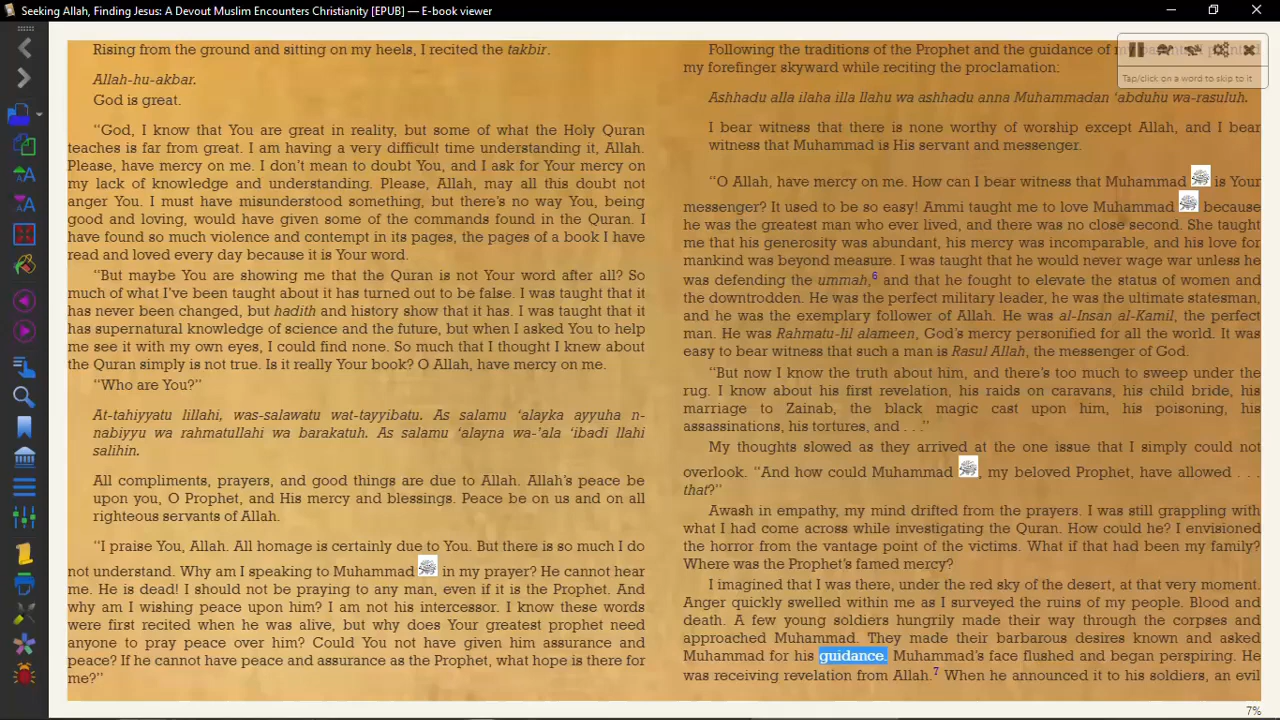 Seeking Allah, Finding Jesus: A Devout Muslim Encounters Christianity [EPUB] — E-book viewer
Rising from the ground and sitting on my heels, I recited the takbir.
Allah-hu-akbar.
God is great.
“God, I know that You are great in reality, but some of what the Holy Quran
teaches is far from great. I am having a very difficult time understanding it, Allah.
Please, have mercy on me. I don’t mean to doubt You, and I ask for Your mercy on
my lack of knowledge and understanding. Please, Allah, may all this doubt not
anger You. I must have misunderstood something, but there’s no way You, being
good and loving, would have given some of the commands found in the Quran. I
have found so much violence and contempt in its pages, the pages of a book I have
read and loved every day because it is Your word.
“But maybe You are showing me that the Quran is not Your word after all? So
much of what I’ve been taught about it has turned out to be false. I was taught that it
has never been changed, but hadith and history show that it has. I was taught that it
has supernatural knowledge of science and the future, but when I asked You to help
me see it with my own eyes, I could find none. So much that I thought I knew about
the Quran simply is not true. Is it really Your book? O Allah, have mercy on me.
“Who are You?”
At-tahiyyatu lillahi, was-salawatu wat-tayyibatu. As salamu ‘alayka ayyuha n-
nabiyyu wa rahmatullahi wa barakatuh. As salamu ‘alayna wa-’ala ‘ibadi llahi
salihin.
All compliments, prayers, and good things are due to Allah. Allah’s peace be
upon you, O Prophet, and His mercy and blessings. Peace be on us and on all
righteous servants of Allah.
“I praise You, Allah. All homage is certainly due to You. But there is so much I do
not understand. Why am I speaking to Muhammad in my prayer? He cannot hear
me. He is dead! I should not be praying to any man, even if it is the Prophet. And
why am I wishing peace upon him? I am not his intercessor. I know these words
were first recited when he was alive, but why does Your greatest prophet need
anyone to pray peace over him? Could You not have given him assurance and
peace? If he cannot have peace and assurance as the Prophet, what hope is there for
me?”
Following the traditions of the Prophet and the guidance of
my forefinger skyward while reciting the proclamation:
Tap/click on a word to skip to it
Ashhadu alla ilaha illa llahu wa ashhadu anna Muhammadan ‘abduhu wa-rasuluh.
I bear witness that there is none worthy of worship except Allah, and I bear
witness that Muhammad is His servant and messenger.
“O Allah, have mercy on me. How can I bear witness that Muhammad is Your
messenger? It used to be so easy! Ammi taught me to love Muhammad because
he was the greatest man who ever lived, and there was no close second. She taught
me that his generosity was abundant, his mercy was incomparable, and his love for
mankind was beyond measure. I was taught that he would never wage war unless he
was defending the ummah,6 and that he fought to elevate the status of women and
the downtrodden. He was the perfect military leader, he was the ultimate statesman,
and he was the exemplary follower of Allah. He was al-Insan al-Kamil, the perfect
man. He was Rahmatu-lil alameen, God’s mercy personified for all the world. It was
easy to bear witness that such a man is Rasul Allah, the messenger of God.
“But now I know the truth about him, and there’s too much to sweep under the
rug. I know about his first revelation, his raids on caravans, his child bride, his
marriage to Zainab, the black magic cast upon him, his poisoning, his
assassinations, his tortures, and . . .”
My thoughts slowed as they arrived at the one issue that I simply could not
overlook. “And how could Muhammad , my beloved Prophet, have allowed . . .
that?”
Awash in empathy, my mind drifted from the prayers. I was still grappling with
what I had come across while investigating the Quran. How could he? I envisioned
the horror from the vantage point of the victims. What if that had been my family?
Where was the Prophet’s famed mercy?
I imagined that I was there, under the red sky of the desert, at that very moment.
Anger quickly swelled within me as I surveyed the ruins of my people. Blood and
death. A few young soldiers hungrily made their way through the corpses and
approached Muhammad. They made their barbarous desires known and asked
Muhammad for his guidance. Muhammad’s face flushed and began perspiring. He
was receiving revelation from Allah.7 When he announced it to his soldiers, an evil
7%